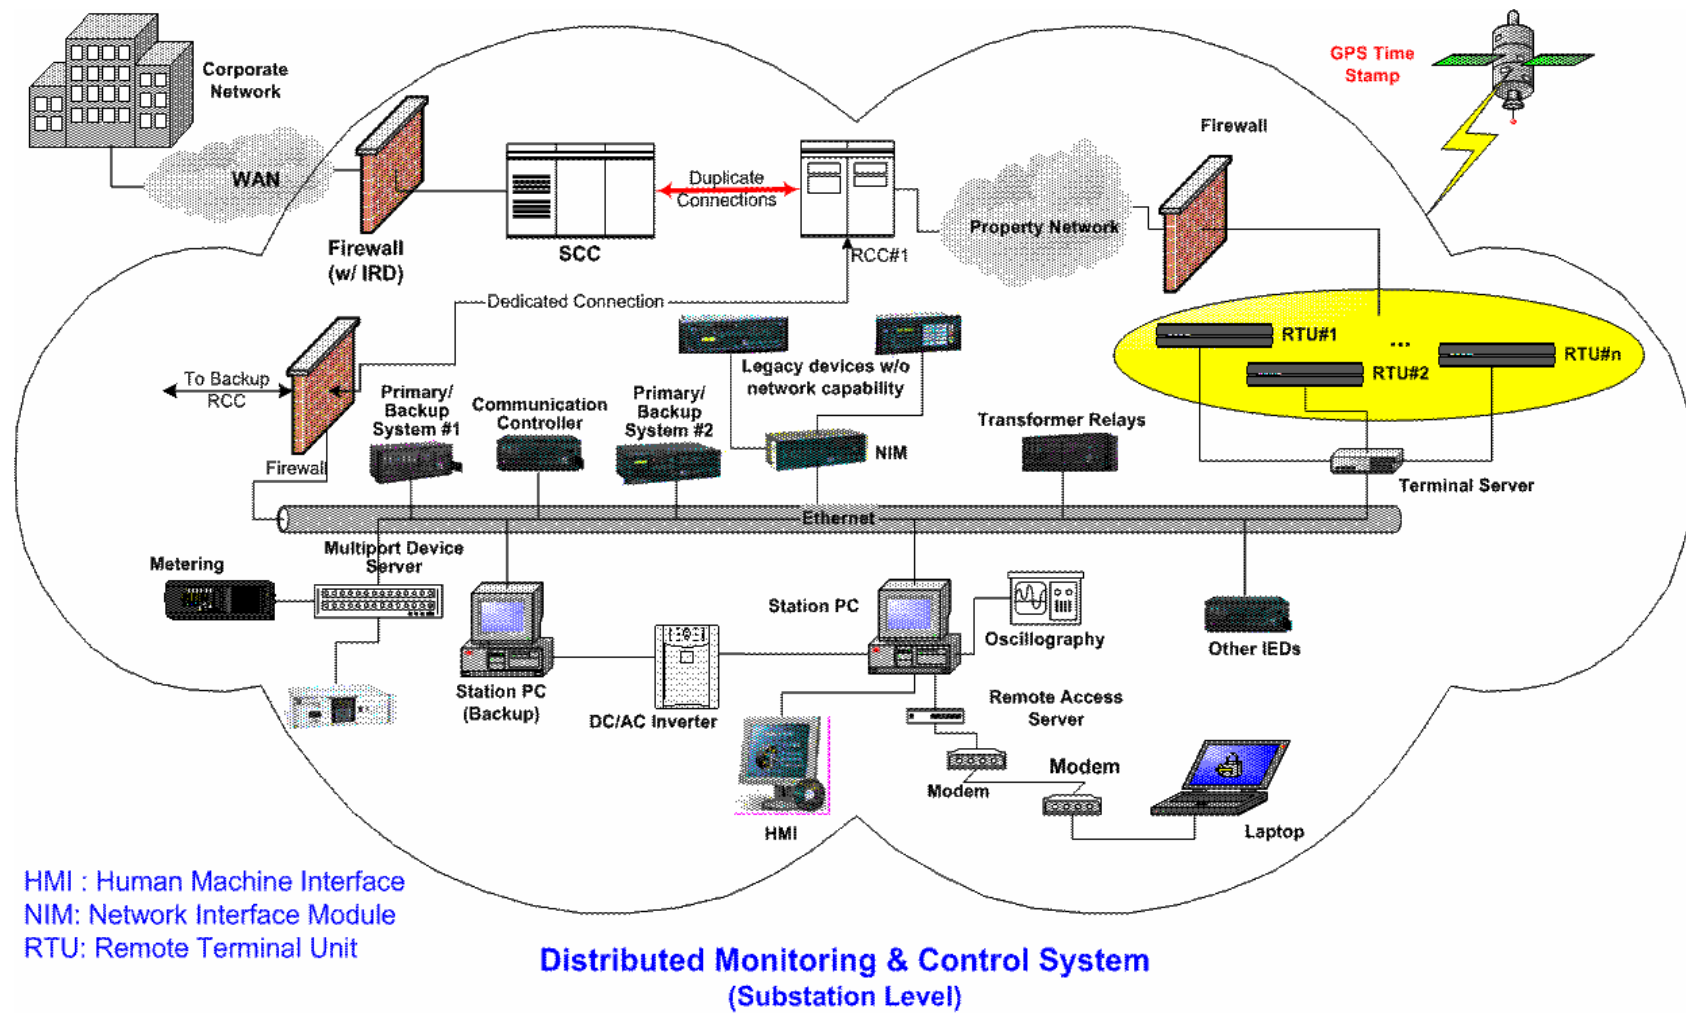 Corporate
Network
GPS Time
Stamp
Firewall
WAN
Duplicate
Connections
Property Network
Firewall
(w/ IRD)
SCC
RCC#1
Dedicated Connection
RTU#1
...
RTU#n
RTU#2
Legacy devices w/o
network capability
To Backup
RCC
Primary/
Backup
System #1
Communication
Controller
Primary/
Backup
System #2
Transformer Relays
NIM
Firewall
Terminal Server
Ethernet
Multiport Device
Server
Metering
Station PC
Oscillography
Other IEDs
Station PC
(Backup)
DC/AC Inverter
Remote Access
Server
Modem
Modem
HMI
Laptop
HMI : Human Machine Interface
NIM: Network Interface Module
RTU: Remote Terminal Unit
Distributed Monitoring & Control System
(Substation Level)